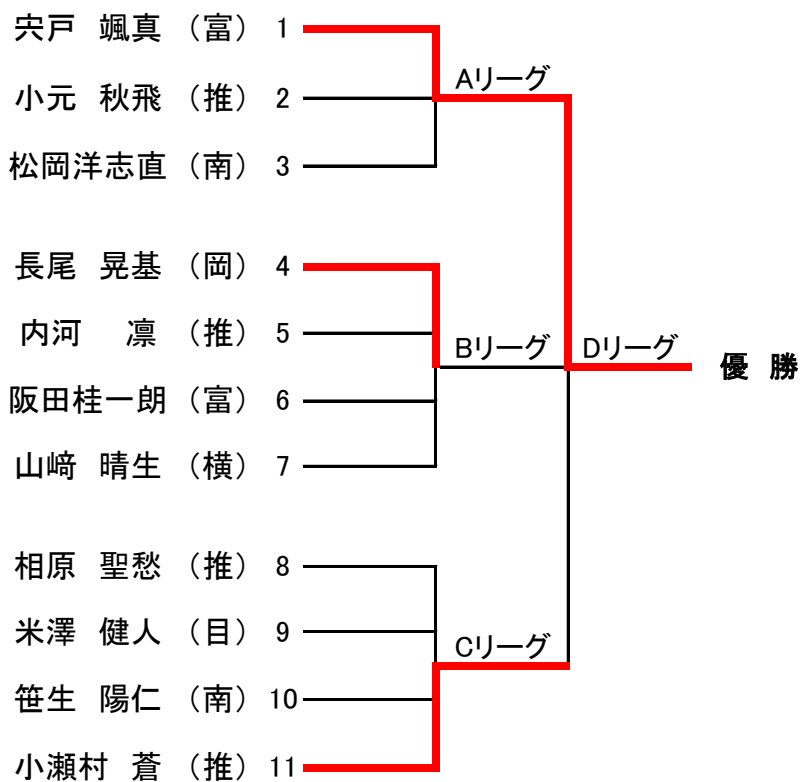 宍戸 颯真 （富） 1
Aリーグ
小元 秋飛 （推） 2
松岡洋志直 （南） 3
長尾 晃基 （岡） 4
内河 凛 （推） 5
Bリーグ Dリーグ
優 勝
阪田桂一朗 （富） 6
山﨑 晴生 （横） 7
相原 聖愁 （推） 8
米澤 健人 （目） 9
Cリーグ
笹生 陽仁 （南） 10
小瀬村 蒼 （推） 11